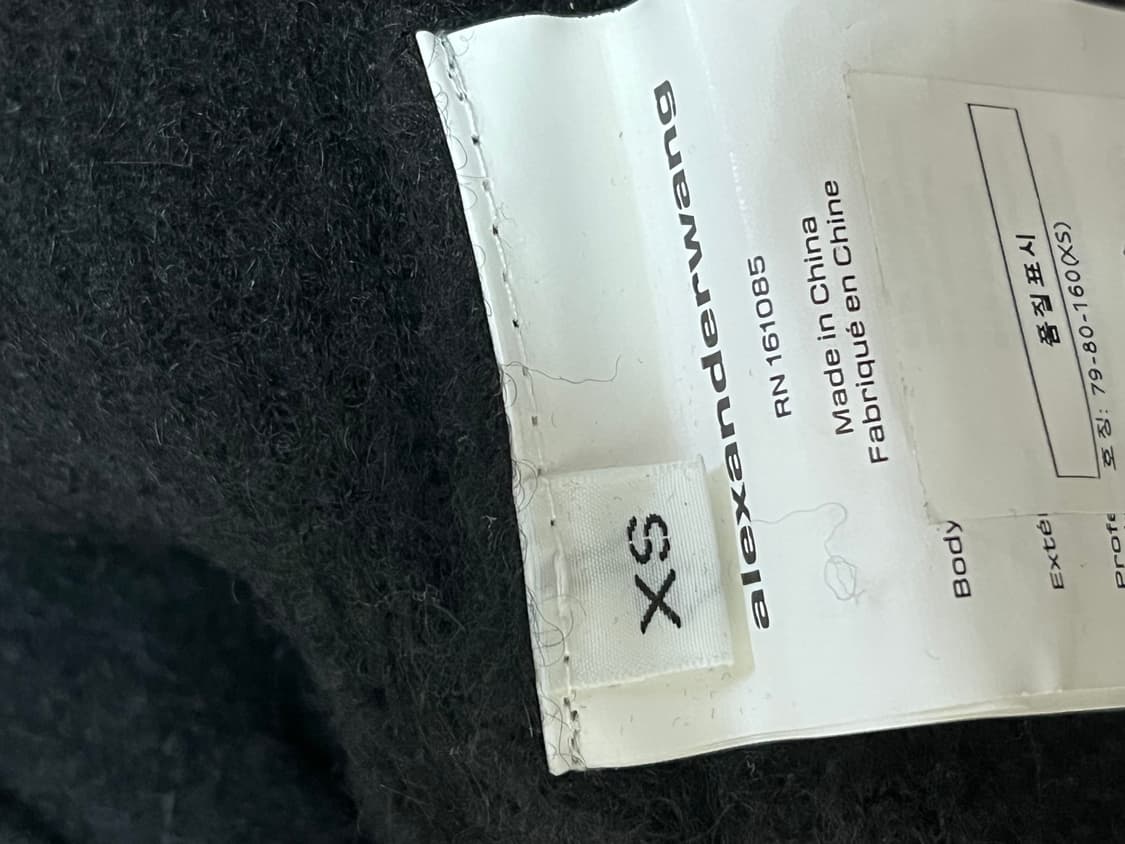 XS
alexanderwang
RN 161085
Made in China
Fabriqué en Chine
품질표시
호칭: 79-80-160(XS)
Body